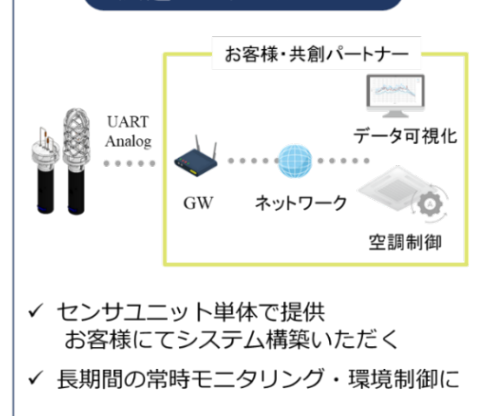 お客様・共創パートナー
UART
Analog
データ可視化
GW
ネットワーク
空調制御
✓ センサユニット単体で提供
お客様にてシステム構築いただく
✓ 長期間の常時モニタリング・環境制御に